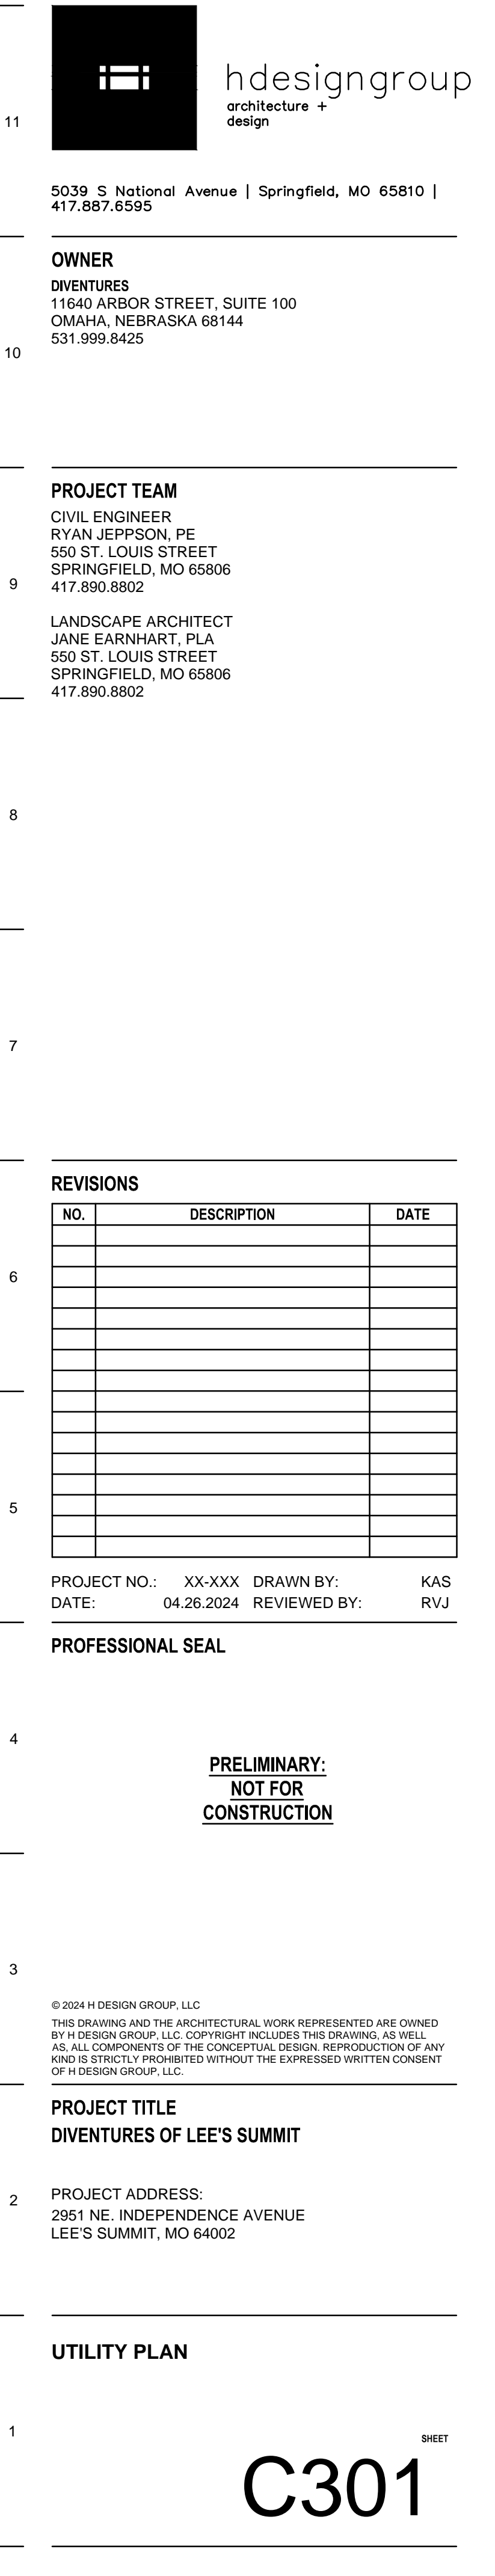 hdesigngroup
architecture +
design
11
5039 S National Avenue | Springfield, MO 65810 |
417.887.6595
OWNER
DIVENTURES
11640 ARBOR STREET, SUITE 100
OMAHA, NEBRASKA 68144
531.999.8425
10
PROJECT TEAM
CIVIL ENGINEER
RYAN JEPPSON, PE
550 ST. LOUIS STREET
SPRINGFIELD, MO 65806
417.890.8802
9
LANDSCAPE ARCHITECT
JANE EARNHART, PLA
550 ST. LOUIS STREET
SPRINGFIELD, MO 65806
417.890.8802
8
7
REVISIONS
NO. DESCRIPTION DATE
6
5
PROJECT NO.: XX-XXX DRAWN BY: KAS
DATE: 04.26.2024 REVIEWED BY: RVJ
PROFESSIONAL SEAL
4
PRELIMINARY:
NOT FOR
CONSTRUCTION
3
© 2024 H DESIGN GROUP, LLC
THIS DRAWING AND THE ARCHITECTURAL WORK REPRESENTED ARE OWNED
BY H DESIGN GROUP, LLC. COPYRIGHT INCLUDES THIS DRAWING, AS WELL
AS, ALL COMPONENTS OF THE CONCEPTUAL DESIGN. REPRODUCTION OF ANY
KIND IS STRICTLY PROHIBITED WITHOUT THE EXPRESSED WRITTEN CONSENT
OF H DESIGN GROUP, LLC.
PROJECT TITLE
DIVENTURES OF LEE'S SUMMIT
2
PROJECT ADDRESS:
2951 NE. INDEPENDENCE AVENUE
LEE'S SUMMIT, MO 64002
UTILITY PLAN
1
SHEET
C301